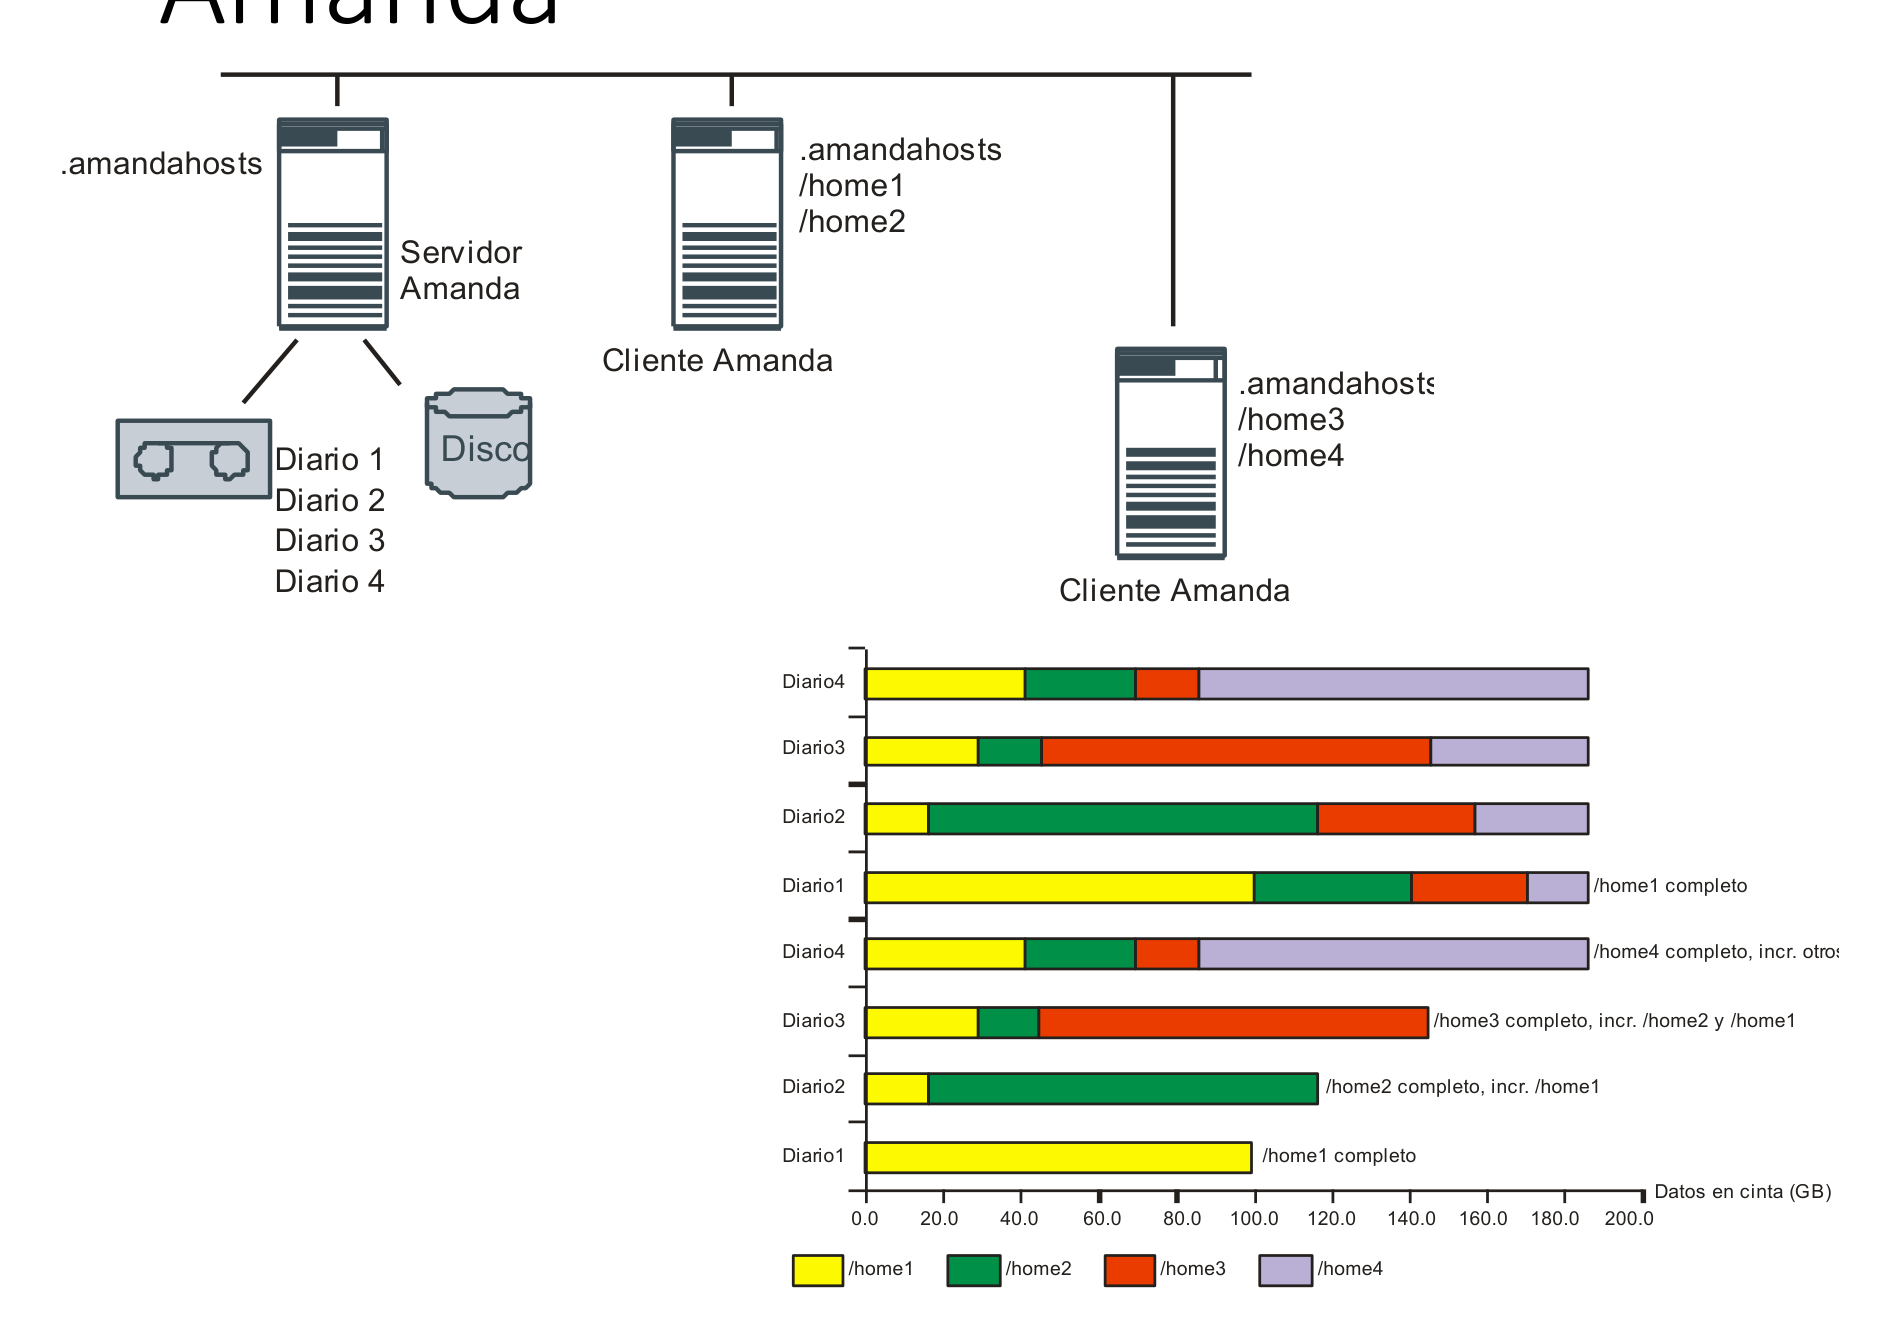 Amanda
.amandahosts
Servidor
Amanda
.amandahosts
/home1
/home2
Cliente Amanda
.amandahosts
/home3
/home4
Cliente Amanda
Disco
Diario 1
Diario 2
Diario 3
Diario 4
Diario4
Diario3
Diario2
Diario1 /home1 completo
Diario4 /home4 completo, incr. otros
Diario3 /home3 completo, incr. /home2 y /home1
Diario2 /home2 completo, incr. /home1
Diario1 /home1 completo
Datos en cinta (GB)
0.0 20.0 40.0 60.0 80.0 100.0 120.0 140.0 160.0 180.0 200.0
/home1 /home2 /home3 /home4